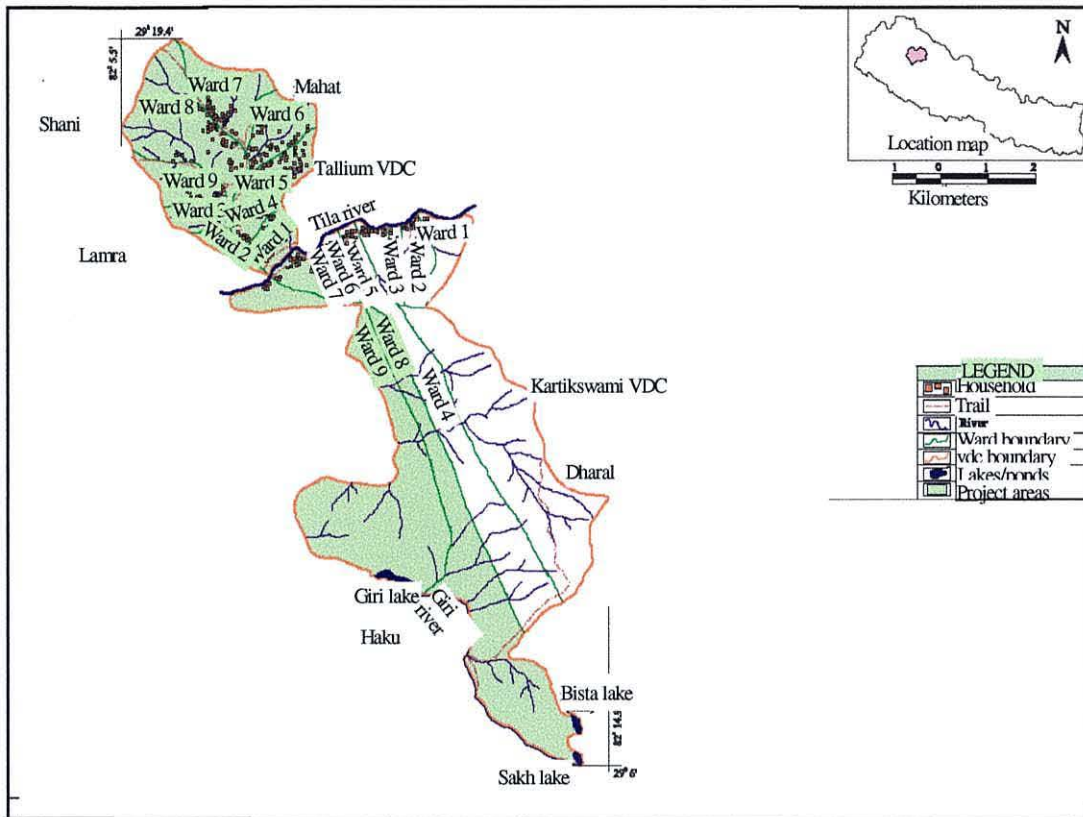 29° 19.4'
82° 5.5'
N
Location map
1 0 1 2
Kilometers
Ward 7
Mahat
Ward 8
Ward 6
Shani
Tallium VDC
Ward 9
Ward 5
Ward 4
Ward 2
Ward 1
Lamra
Tila river
Ward 1
Ward 2
Ward 3
Ward 5
Ward 6
Ward 7
Ward 8
Ward 9
Ward 4
Kartikswami VDC
Dharal
LEGEND
Household
Trail
River
Ward boundary
vdc boundary
Lakes/ponds
Project areas
Giri lake
Giri
river
Haku
Bista lake
Sakh lake
29° 6'